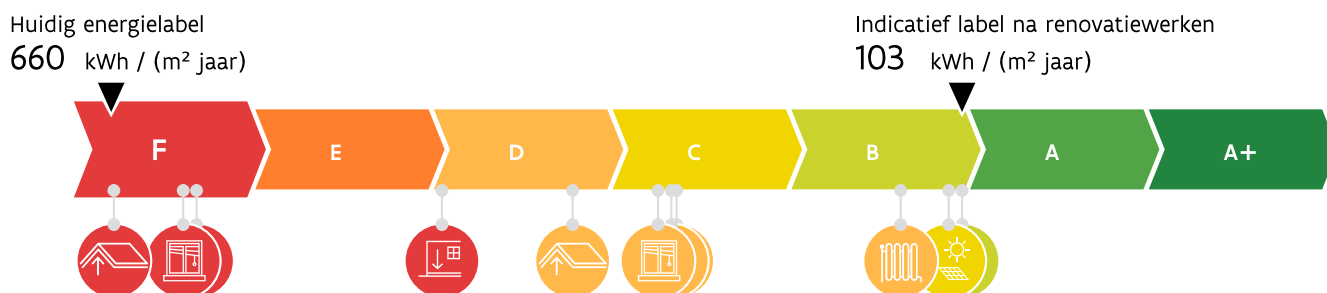 Huidig energielabel
660 kWh / (m² jaar)
Indicatief label na renovatiewerken
103 kWh / (m² jaar)
F E D C B A A+